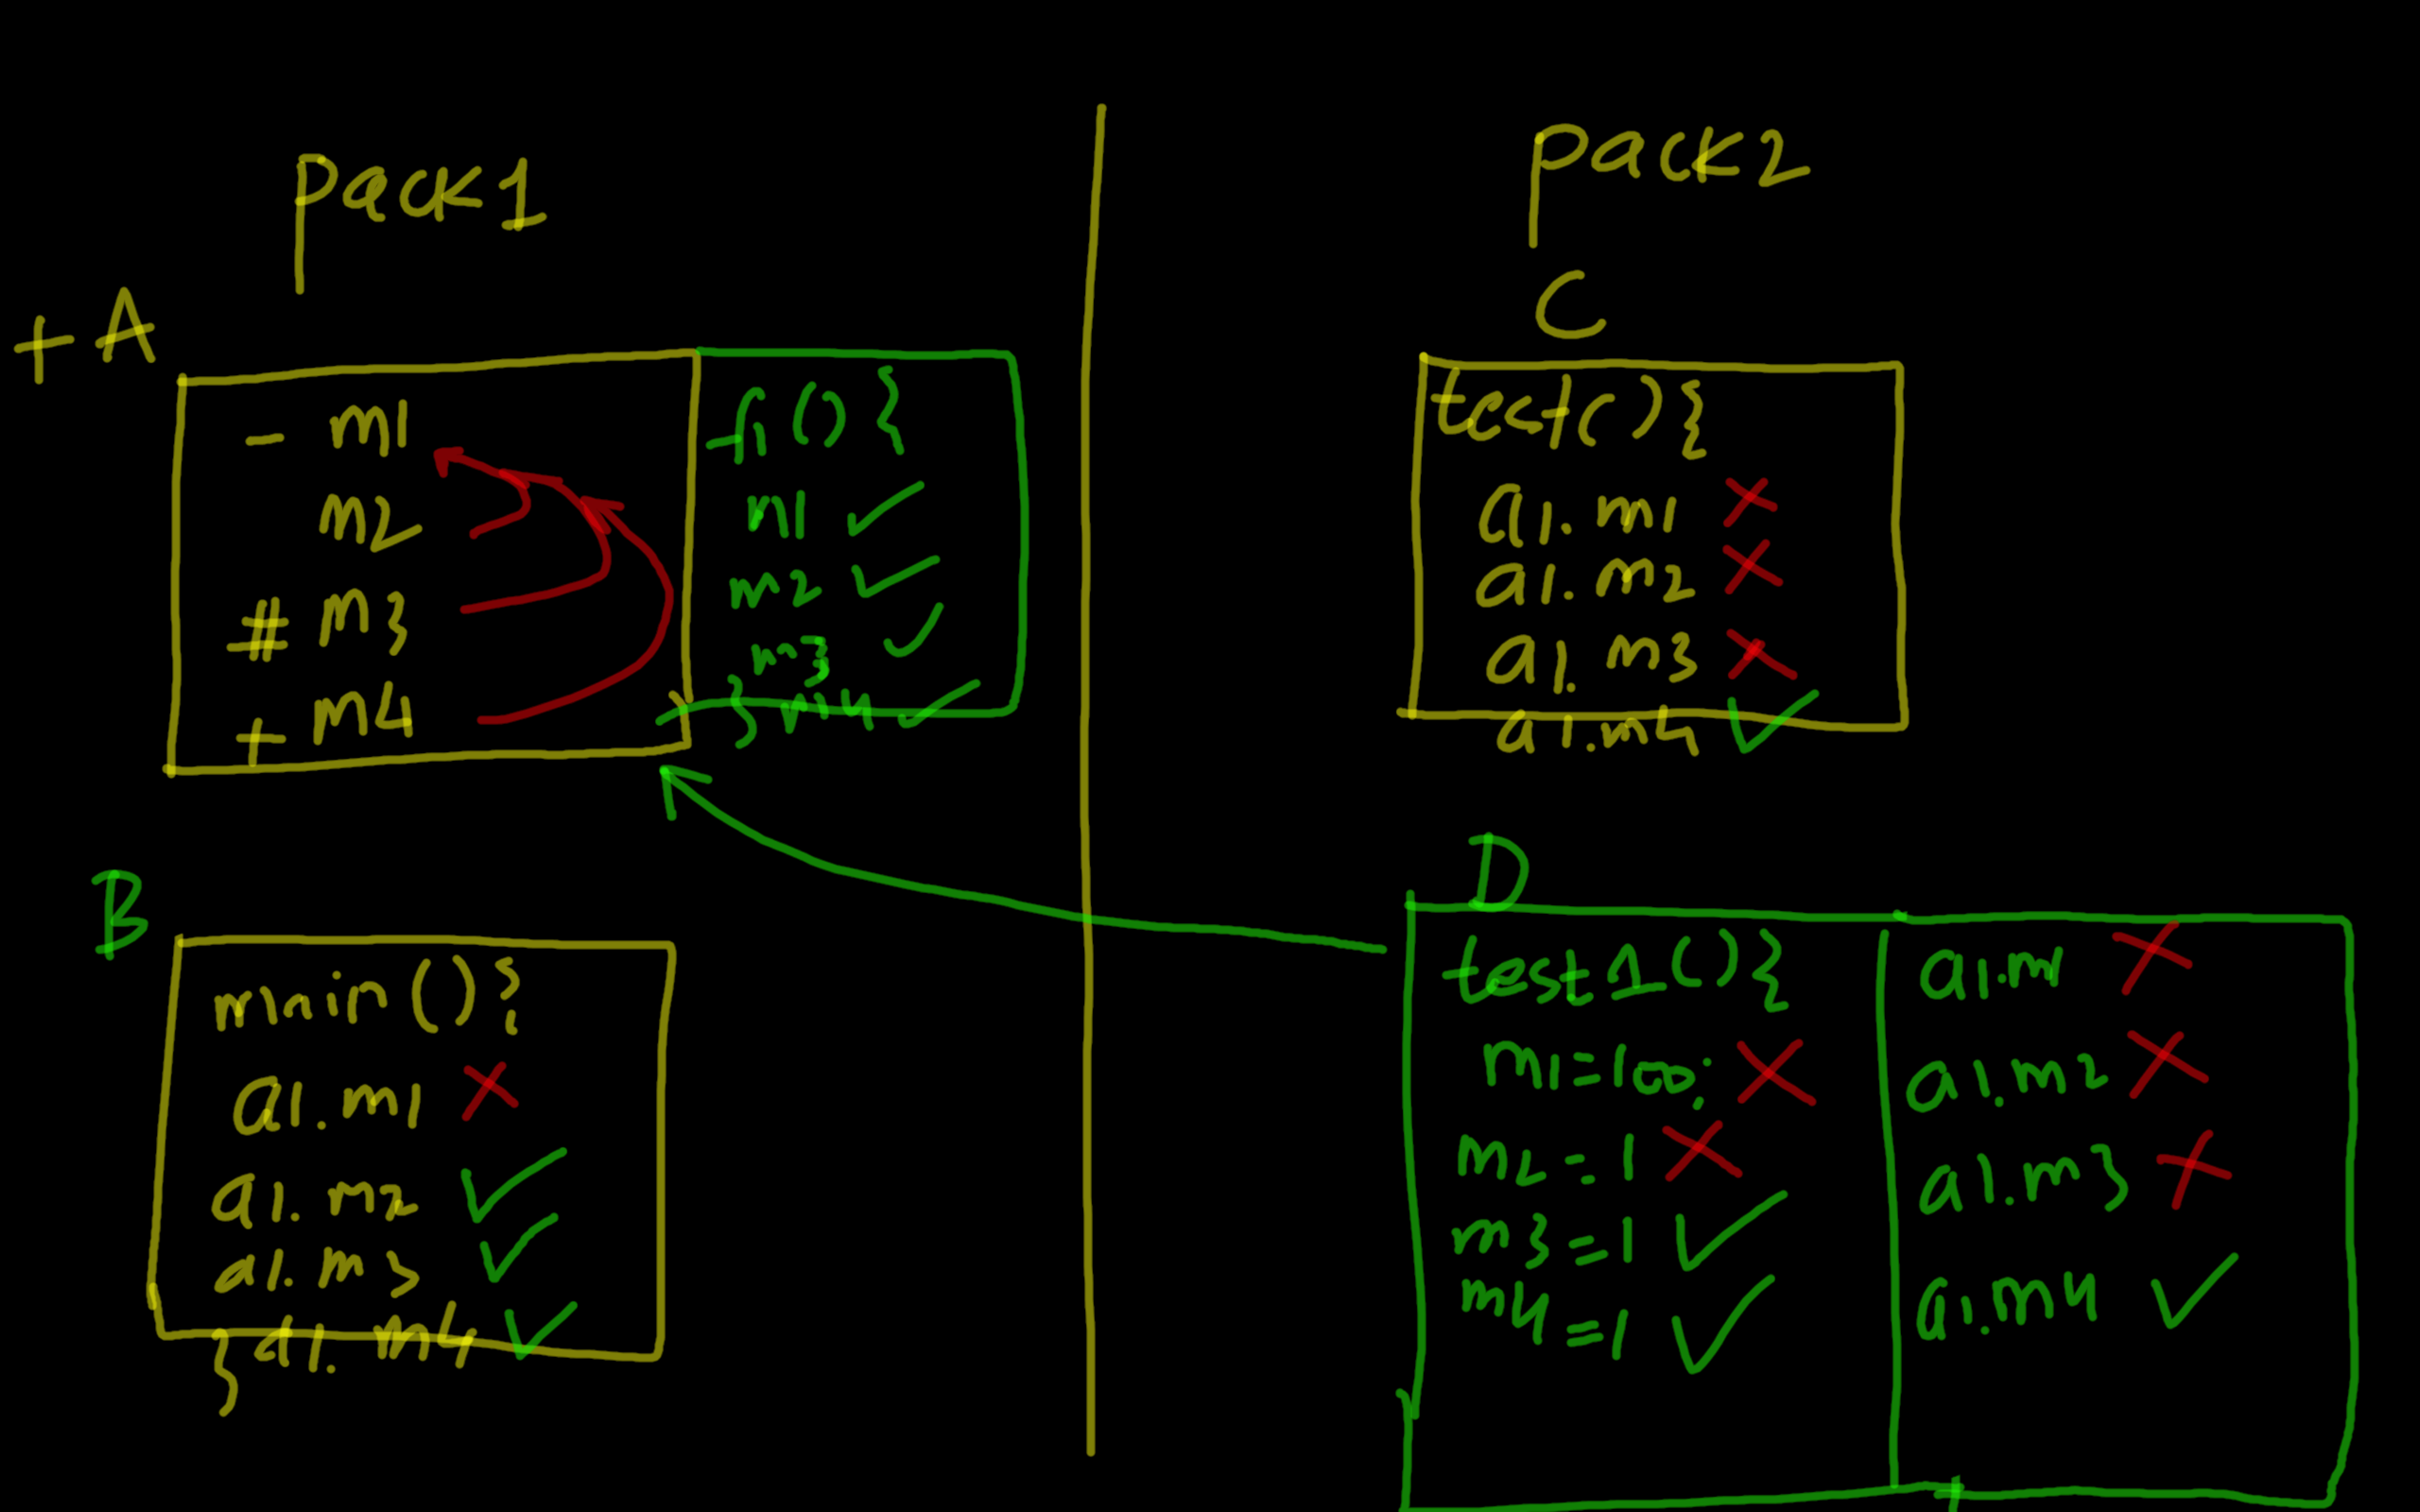 pack1
+ A
- m1
m2
# m3
+ m4
f1() {
m1
m2
m3
} m4
B
main() {
a1.m1
a1.m2
a1.m3
} a1.m4
pack2
C
test() {
a1.m1
a1.m2
a1.m3
a1.m4
D
test1() {
m1=100;
m2=1
m3=1
m4=1
a1.m1
a1.m2
a1.m3
a1.m4